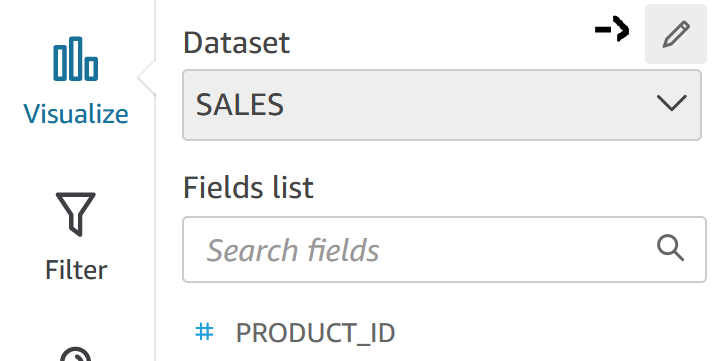 Dataset
SALES
Visualize
Fields list
Search fields
Filter
PRODUCT_ID